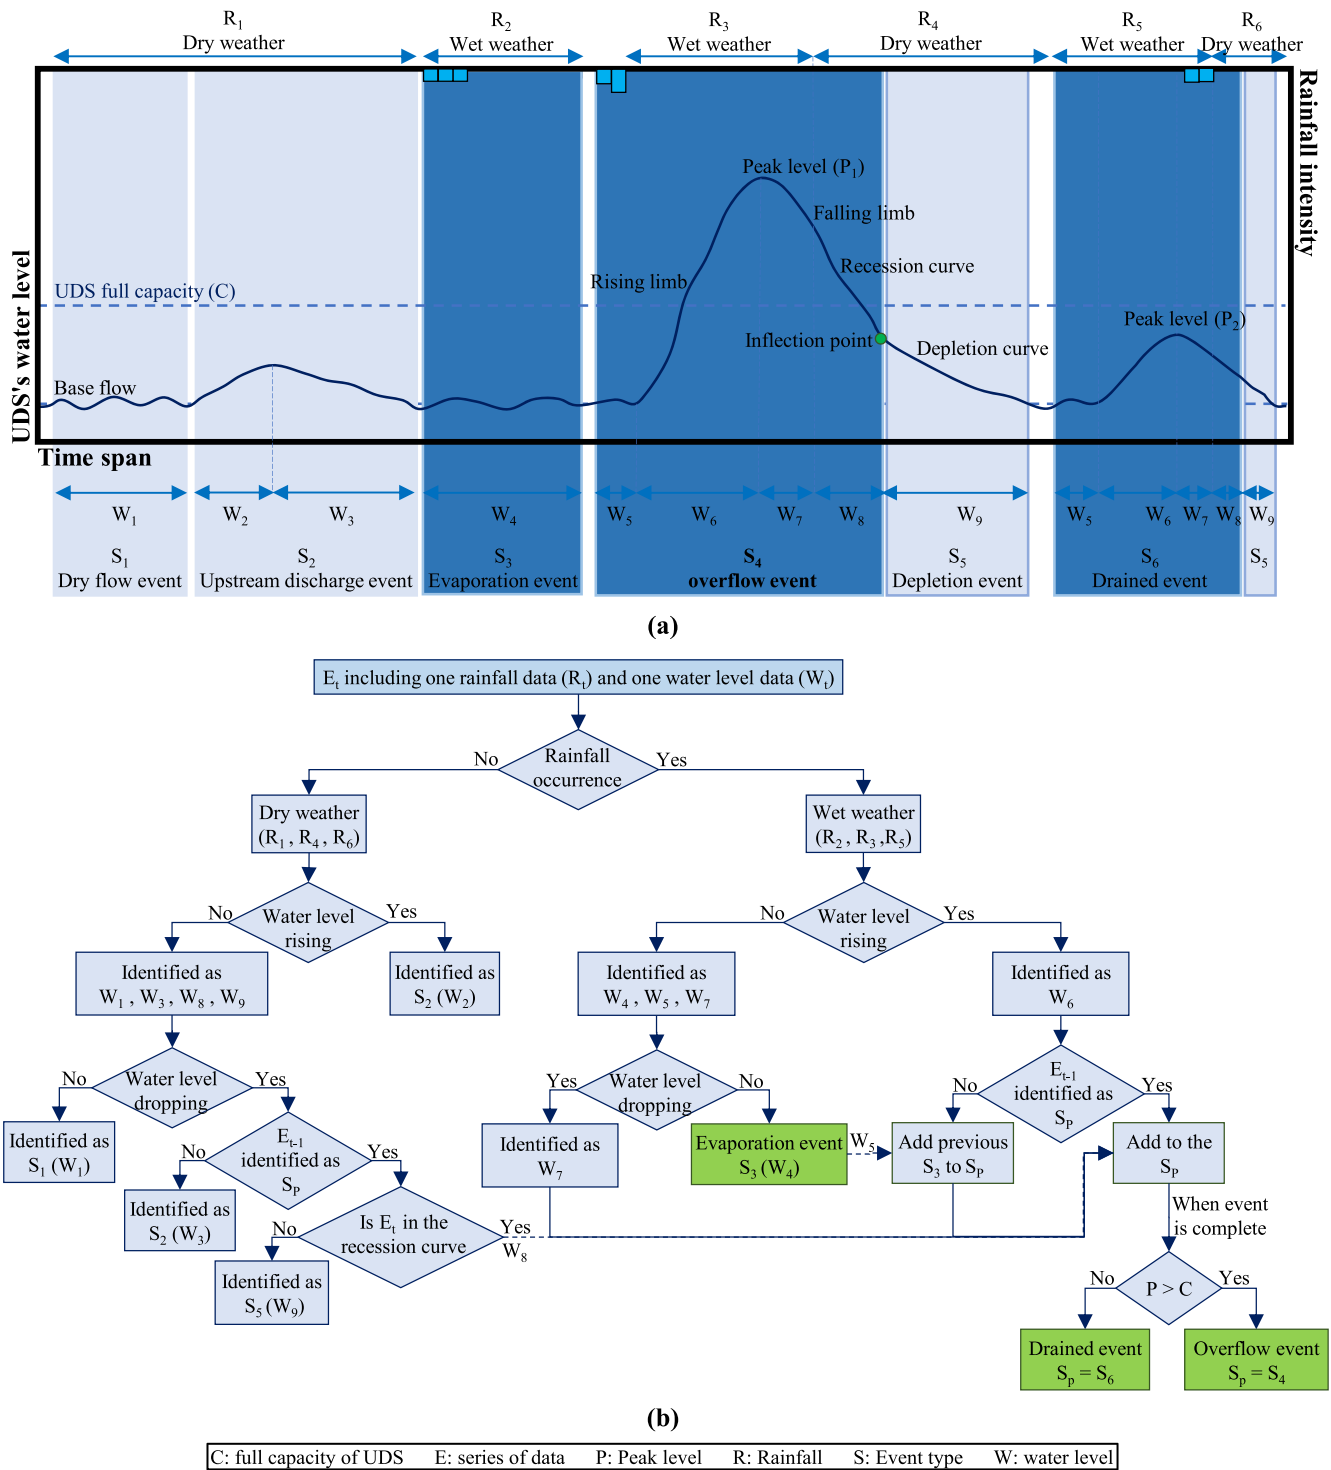 R1
Dry weather
R2
Wet weather
R3
Wet weather
R4
Dry weather
R5
Wet weather
R6
Dry weather
Rainfall intensity
UDS's water level
Peak level (P1)
Falling limb
Recession curve
Rising limb
UDS full capacity (C)
Inflection point
Depletion curve
Peak level (P2)
Base flow
Time span
W1
W2
W3
W4
W5
W6
W7
W8
W9
W5
W6
W7
W8
W9
S1
Dry flow event
S2
Upstream discharge event
S3
Evaporation event
S4
overflow event
S5
Depletion event
S6
Drained event
S5
(a)
Et including one rainfall data (Rt) and one water level data (Wt)
Rainfall
occurrence
No
Yes
Dry weather
(R1 , R4 , R6)
Wet weather
(R2 , R3 ,R5)
Water level
rising
No
Yes
Water level
rising
No
Yes
Identified as
W1 , W3 , W8 , W9
Identified as
S2 (W2)
Identified as
W4 , W5 , W7
Identified as
W6
Water level
dropping
No
Yes
Water level
dropping
Yes
No
Et-1
identified as
SP
No
Yes
Identified as
S1 (W1)
Et-1
identified as
SP
No
Yes
Identified as
W7
Evaporation event
S3 (W4)
W5
Add previous
S3 to SP
Add to the
SP
Identified as
S2 (W3)
Is Et in the
recession curve
No
Yes
W8
When event
is complete
Identified as
S5 (W9)
P > C
No
Yes
Drained event
Sp = S6
Overflow event
Sp = S4
(b)
C: full capacity of UDS E: series of data P: Peak level R: Rainfall S: Event type W: water level